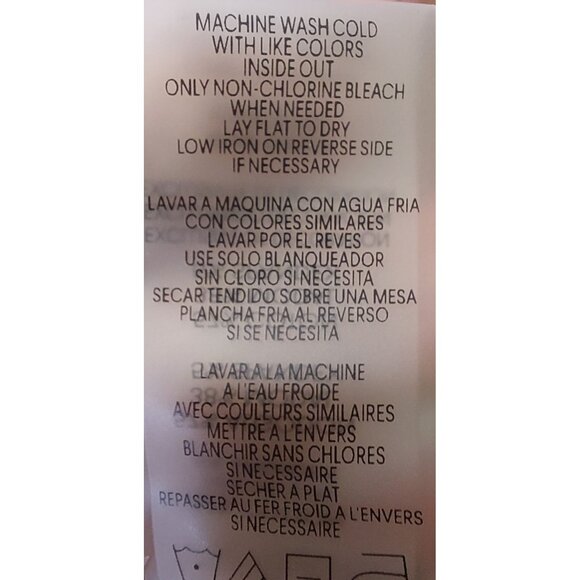 MACHINE WASH COLD
WITH LIKE COLORS
INSIDE OUT
ONLY NON-CHLORINE BLEACH
WHEN NEEDED
LAY FLAT TO DRY
LOW IRON ON REVERSE SIDE
IF NECESSARY
LAVAR A MAQUINA CON AGUA FRIA
CON COLORES SIMILARES
LAVAR POR EL REVES
USE SOLO BLANQUEADOR
SIN CLORO SI NECESITA
SECAR TENDIDO SOBRE UNA MESA
PLANCHA FRIA AL REVERSO
SI SE NECESITA
LAVAR A LA MACHINE
A L'EAU FROIDE
AVEC COULEURS SIMILAIRES
METTRE A L'ENVERS
BLANCHIR SANS CHLORES
SI NECESSAIRE
SECHER A PLAT
REPASSER AU FER FROID A L'ENVERS
SI NECESSAIRE